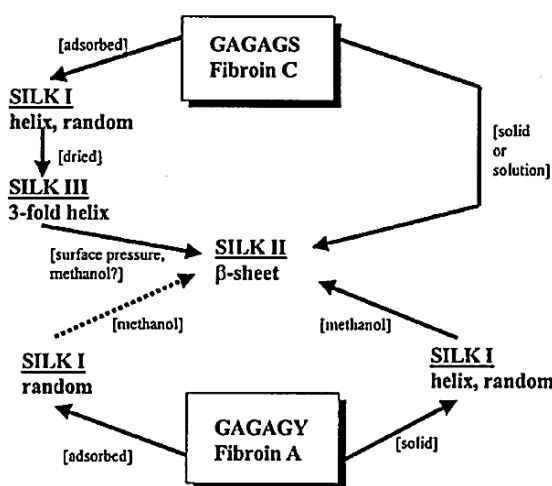 GAGAGS
Fibroin C
[adsorbed]
SILK I
helix, random
[dried}
SILK III
3-fold helix
[solid
or
solution]
[surface pressure,
methanol?]
SILK II
β-sheet
[methanol]
[methanol]
SILK I
random
SILK I
helix, random
GAGAGY
Fibroin A
[adsorbed]
[solid]